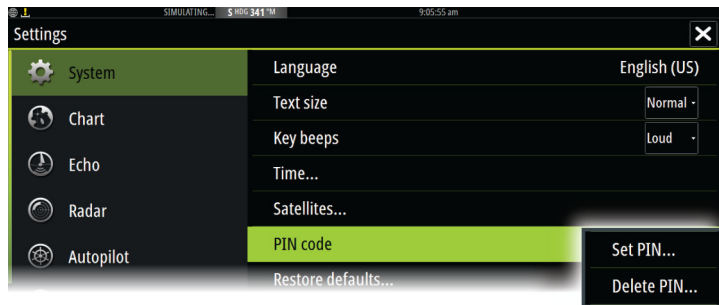 SIMULATING... S HDG 341 °M 9:05:55 am
Settings
System
Chart
Echo
Radar
Autopilot
Language English (US)
Text size Normal
Key beeps Loud
Time...
Satellites...
PIN code
Restore defaults...
Set PIN...
Delete PIN...